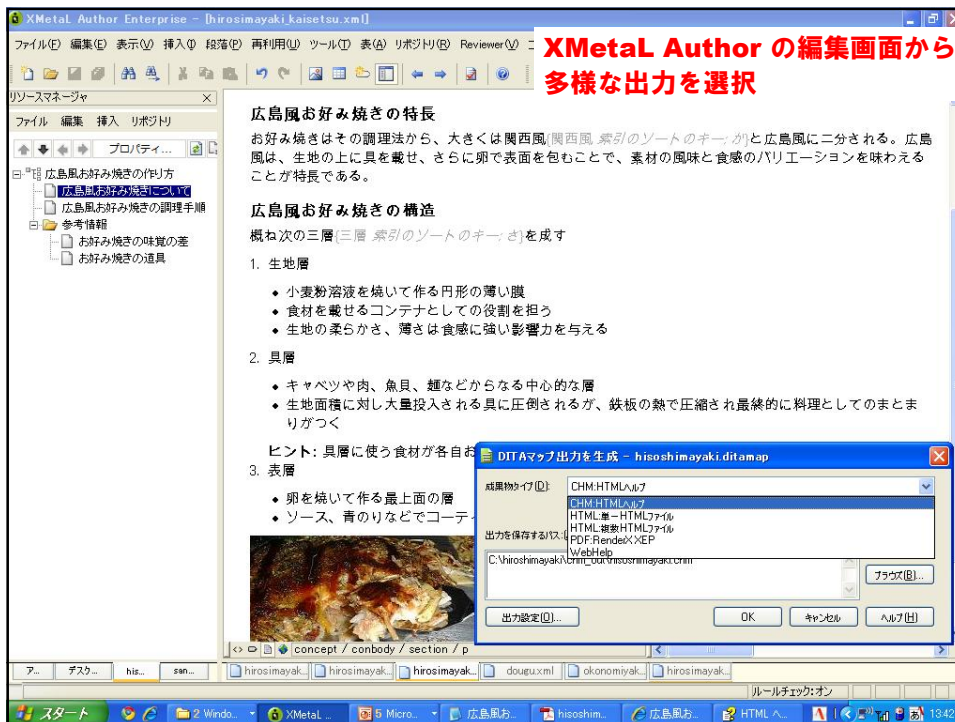 XMetaL Author Enterprise - [hirosimayaki_kaisetsu.xml]
ファイル(F) 編集(E) 表示(V) 挿入(I) 段落(P) 再利用(U) ツール(T) 表(A) リポジトリ(R) Reviewer(V)
XMetaL Author の編集画面から
多様な出力を選択
リソースマネージャ
ファイル 編集 挿入 リポジトリ
プロパティ...
広島風お好み焼きの作り方
広島風お好み焼きについて
広島風お好み焼きの調理手順
参考情報
お好み焼きの味覚の差
お好み焼きの道具
広島風お好み焼きの特長
お好み焼きはその調理法から、大きくは関西風{関西風 索引のソートのキー; か}と広島風に二分される。広島
風は、生地の上に具を載せ、さらに卵で表面を包むことで、素材の風味と食感のバリエーションを味わえる
ことが特長である。
広島風お好み焼きの構造
概ね次の三層{三層 索引のソートのキー; さ}を成す
1. 生地層
◆ 小麦粉溶液を焼いて作る円形の薄い膜
◆ 食材を載せるコンテナとしての役割を担う
◆ 生地の柔らかさ、薄さは食感に強い影響力を与える
2. 具層
◆ キャベツや肉、魚貝、麺などからなる中心的な層
◆ 生地面積に対し大量投入される具に圧倒されるが、鉄板の熱で圧縮され最終的に料理としてのまとま
りがつく
ヒント: 具層に使う食材が各自お
3. 表層
◆ 卵を焼いて作る最上面の層
◆ ソース、青のりなどでコーティ
DITAマップ出力を生成 - hisoshimayaki.ditamap
成果物タイプ(D): CHM:HTMLヘルプ
CHM:HTMLヘルプ
HTML:単一HTMLファイル
HTML:複数HTMLファイル
PDF:RenderX XEP
WebHelp
出力を保存するパス:
C:\hiroshimayaki\chm_out\hisoshimayaki.chm
ブラウズ(B)...
出力設定(O)... OK キャンセル ヘルプ(H)
concept / conbody / section / p
ア... デスク... his... san...
hirosimayak... hirosimayak... hirosimayak... dougu.xml okonomiyak... hirosimayak...
ルールチェック:オン
スタート 2 Windo... XMetaL ... 5 Micro... 広島風お... hisoshim... 広島風お... HTML ヘ... 13:42